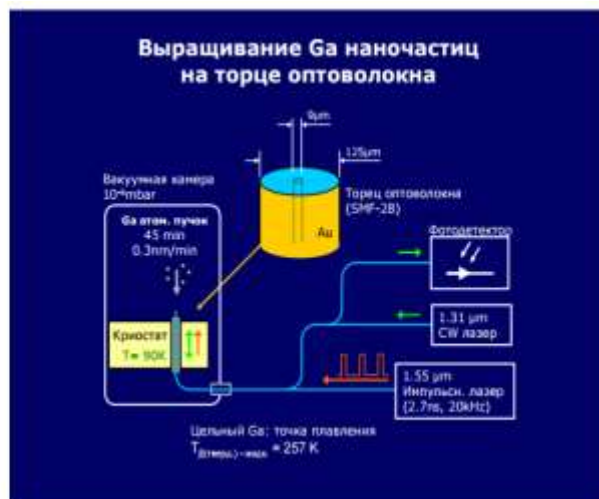 Выращивание Ga наночастиц
на торце оптоволокна
9μm
125μm
Вакуумная камера
10⁻⁶mbar
Торец оптоволокна
(SMF-28)
Ga атом. пучок
45 min
0.3nm/min
Au
Фотодетектор
Криостат
T= 90K
1.31 μm
CW лазер
1.55 μm
Импульсн. лазер
(2.7ns, 20kHz)
Цельный Ga: точка плавления
= 257 K